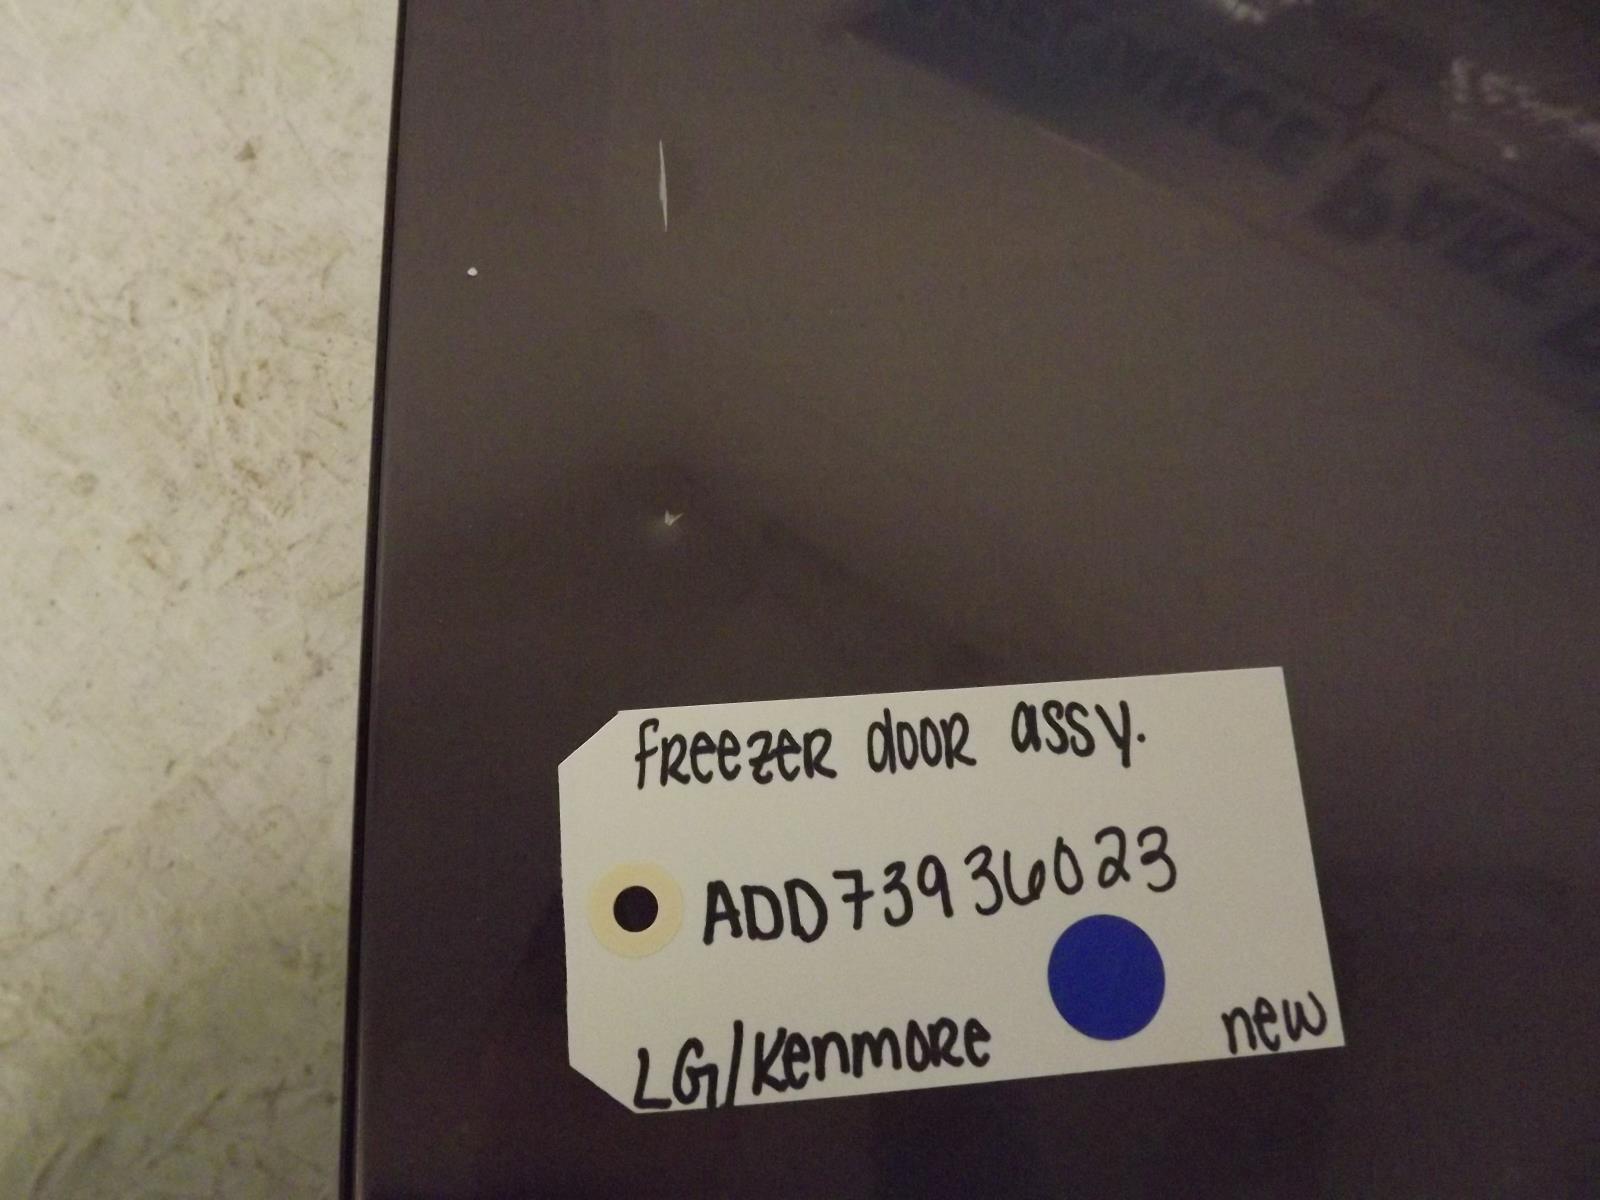 freezer door assy.
ADD73936023
LG/Kenmore
new